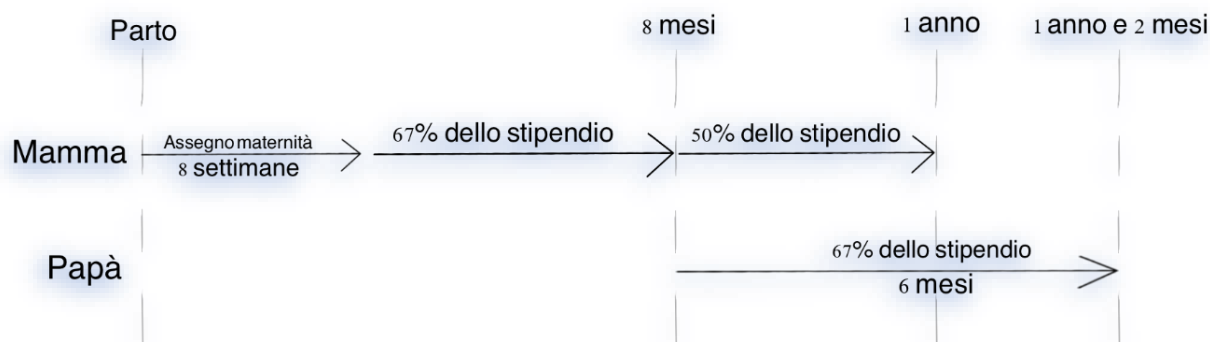 Parto
8 mesi
1 anno
1 anno e 2 mesi
Mamma
Assegno maternità
8 settimane
67% dello stipendio
50% dello stipendio
Papà
67% dello stipendio
6 mesi